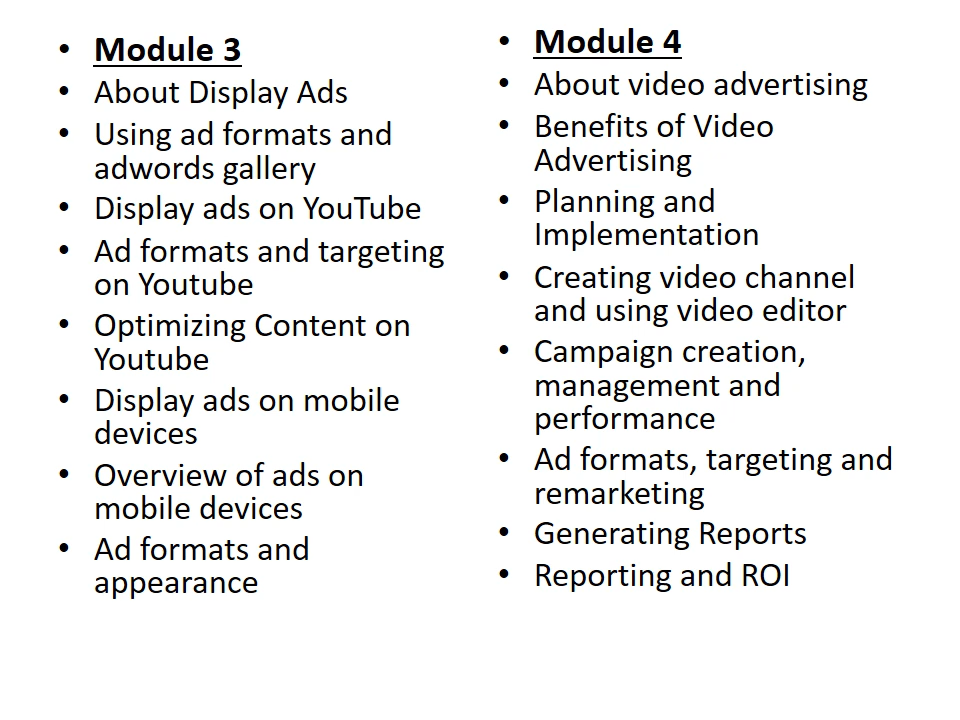 • Module 3
• About Display Ads
• Using ad formats and
adwords gallery
• Display ads on YouTube
• Ad formats and targeting
on Youtube
• Optimizing Content on
Youtube
• Display ads on mobile
devices
• Overview of ads on
mobile devices
• Ad formats and
appearance
• Module 4
• About video advertising
• Benefits of Video
Advertising
• Planning and
Implementation
• Creating video channel
and using video editor
• Campaign creation,
management and
performance
• Ad formats, targeting and
remarketing
• Generating Reports
• Reporting and ROI